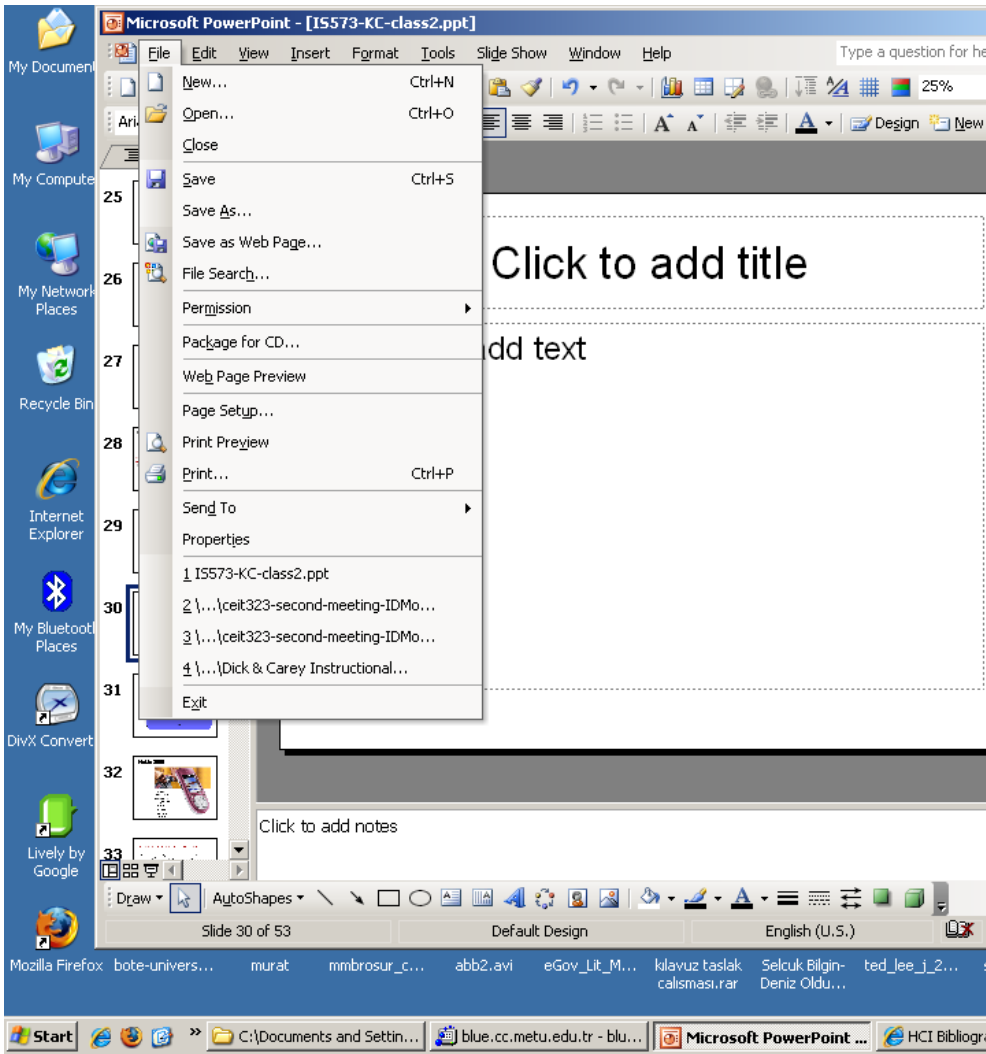 Microsoft PowerPoint - [IS573-KC-class2.ppt]
File Edit View Insert Format Tools Slide Show Window Help
Type a question for he
25%
Ari
Design New
My Document
My Compute
My Network
Places
Recycle Bin
Internet
Explorer
My Bluetooth
Places
DivX Convert
Lively by
Google
Mozilla Firefox
New... Ctrl+N
Open... Ctrl+O
Close
Save Ctrl+S
Save As...
Save as Web Page...
File Search...
Permission
Package for CD...
Web Page Preview
Page Setup...
Print Preview
Print... Ctrl+P
Send To
Properties
1 IS573-KC-class2.ppt
2 \...\ceit323-second-meeting-IDMo...
3 \...\ceit323-second-meeting-IDMo...
4 \...\Dick & Carey Instructional...
Exit
25
26
27
28
29
30
31
32
33
Click to add title
add text
Click to add notes
Draw AutoShapes
Slide 30 of 53 Default Design English (U.S.)
bote-univers... murat mmbrosur_c... abb2.avi eGov_Lit_M... kılavuz taslak
calısması.rar
Selcuk Bilgin-
Deniz Oldu...
ted_lee_j_2...
Start » C:\Documents and Settin... blue.cc.metu.edu.tr - blu... Microsoft PowerPoint ... HCI Bibliogr